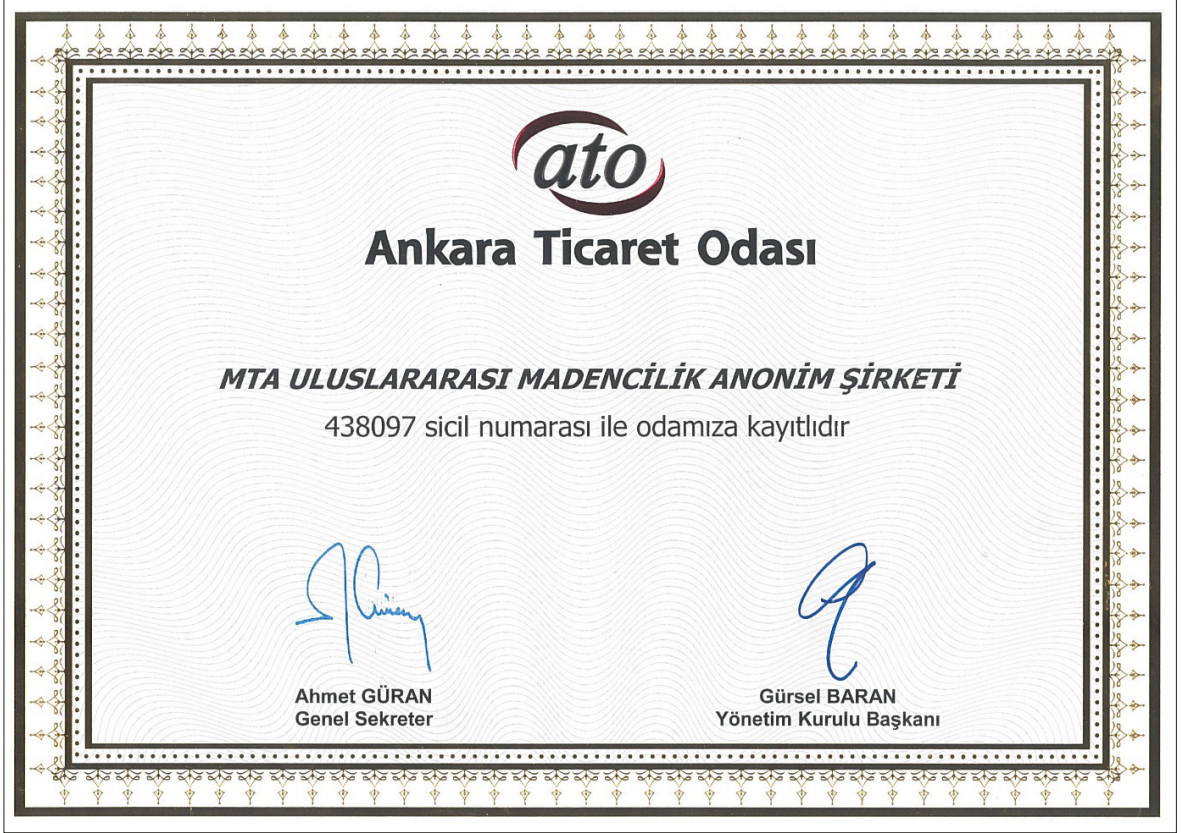 ato
Ankara Ticaret Odası
MTA ULUSLARARASI MADENCİLİK ANONİM ŞİRKETİ
438097 sicil numarası ile odamıza kayıtlıdır
Ahmet GÜRAN
Genel Sekreter
Gürsel BARAN
Yönetim Kurulu Başkanı